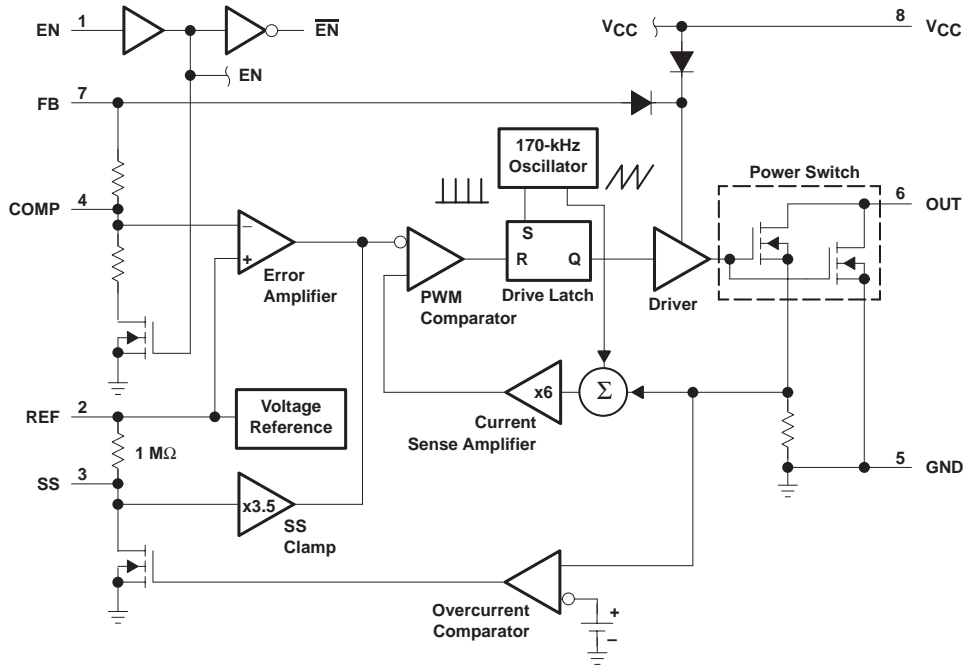 EN 1
EN
VCC
8 VCC
EN
FB 7
170-kHz
Oscillator
Power Switch
COMP 4
6 OUT
–
+
Error
Amplifier
S
R Q
PWM
Comparator
Drive Latch
Driver
x6
Σ
REF 2
Voltage
Reference
Current
Sense Amplifier
1 MΩ
SS 3
5 GND
x3.5
SS
Clamp
Overcurrent
Comparator
+
–